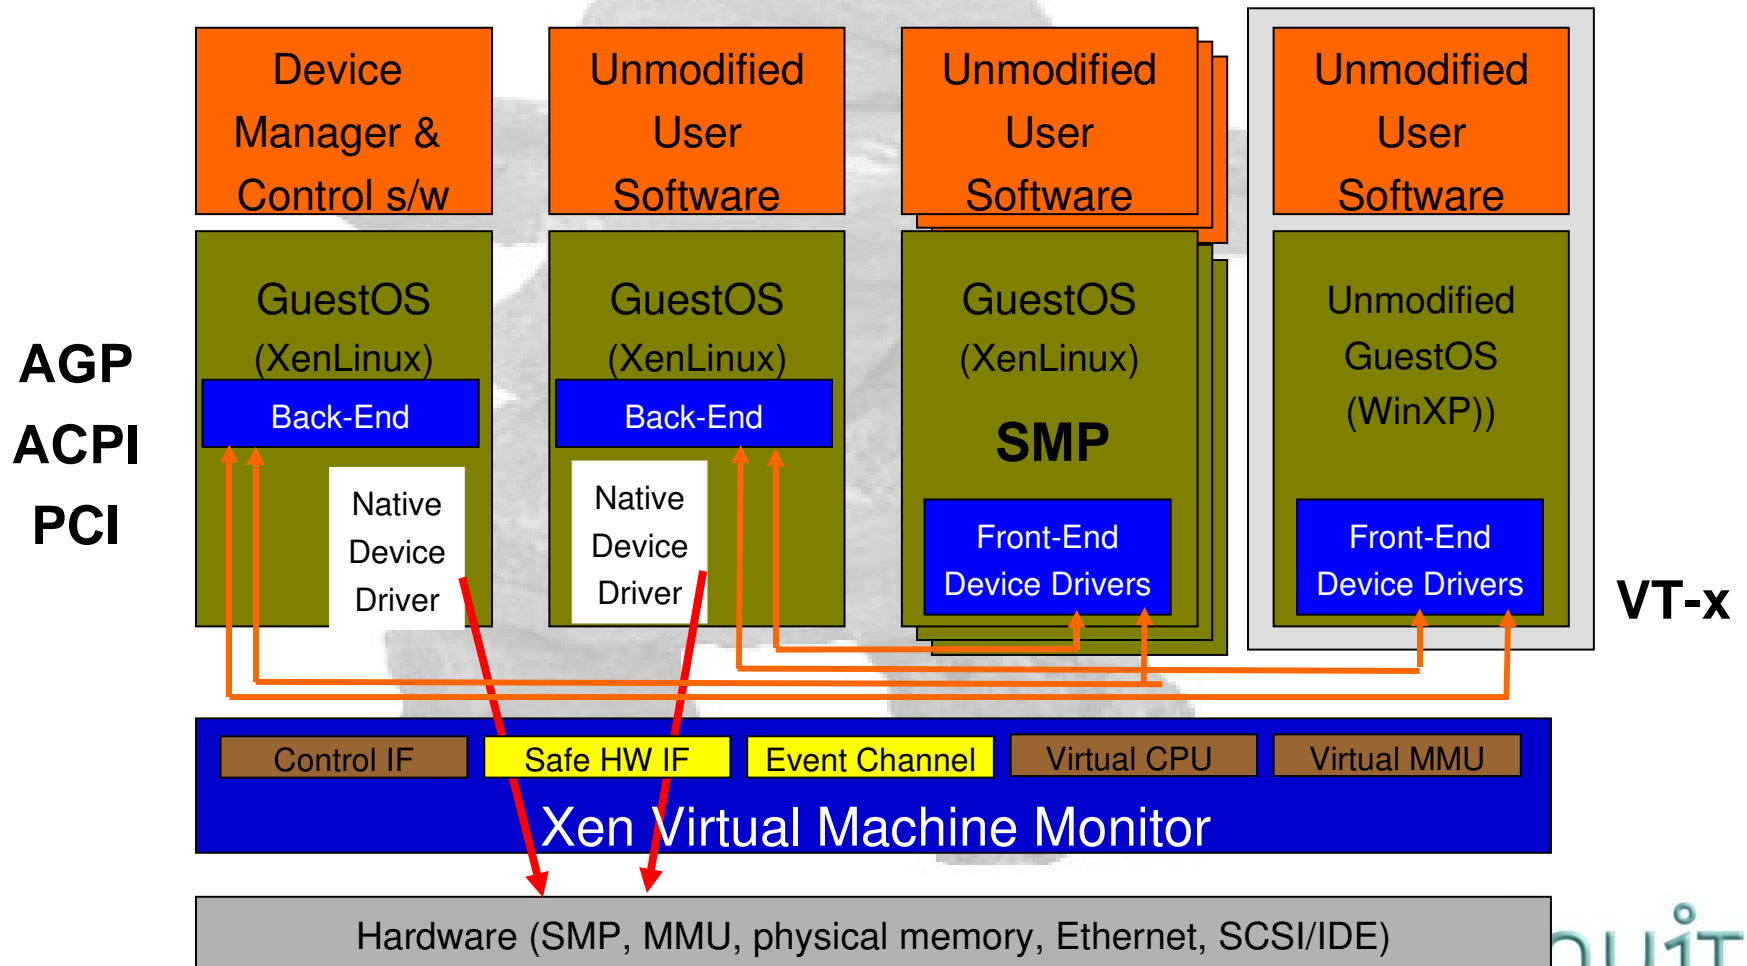 Device
Manager &
Control s/w
Unmodified
User
Software
Unmodified
User
Software
Unmodified
User
Software
GuestOS
(XenLinux)
Back-End
Native
Device
Driver
GuestOS
(XenLinux)
Back-End
Native
Device
Driver
GuestOS
(XenLinux)
SMP
Front-End
Device Drivers
Unmodified
GuestOS
(WinXP))
Front-End
Device Drivers
AGP
ACPI
PCI
VT-x
Control IF
Safe HW IF
Event Channel
Virtual CPU
Virtual MMU
Xen Virtual Machine Monitor
Hardware (SMP, MMU, physical memory, Ethernet, SCSI/IDE)